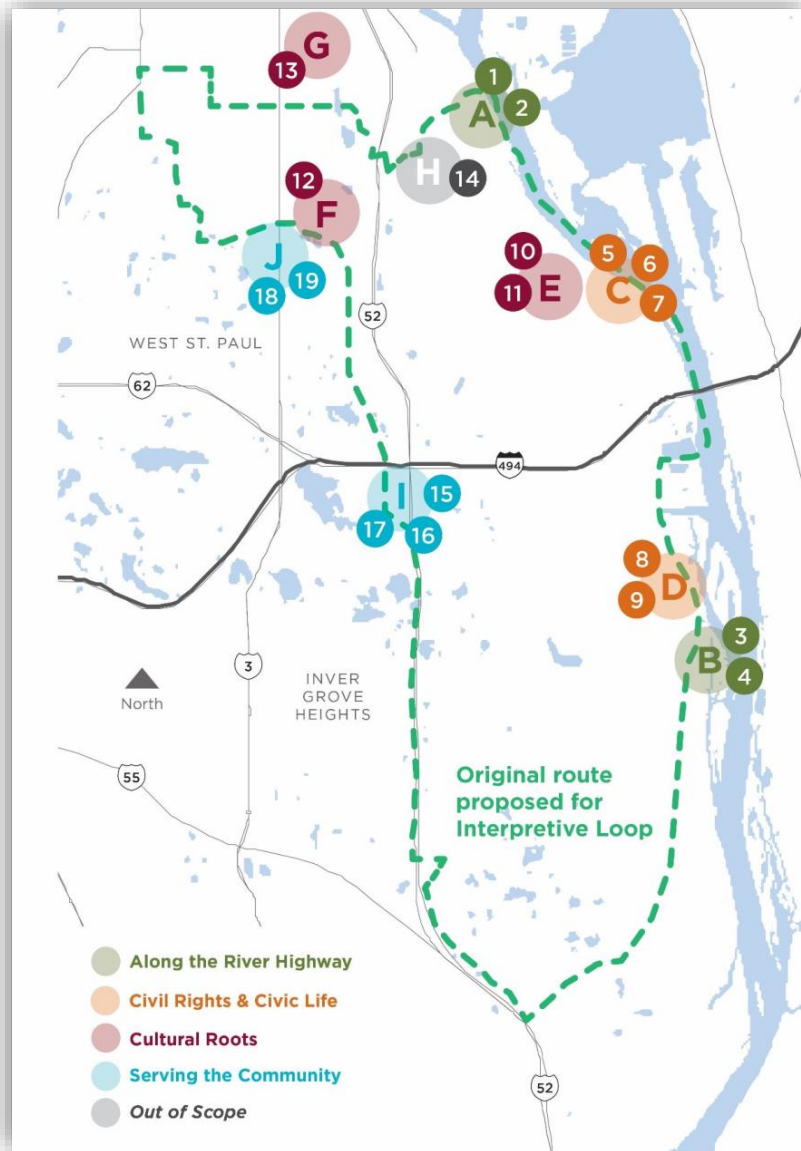 G
13
1
A
2
H
14
12
F
10
5
6
J
E
C
11
7
19
18
52
WEST ST. PAUL
62
494
I
15
17
16
8
D
9
3
B
4
3
North
INVER
GROVE
HEIGHTS
55
Original route
proposed for
Interpretive Loop
Along the River Highway
Civil Rights & Civic Life
Cultural Roots
Serving the Community
Out of Scope
52